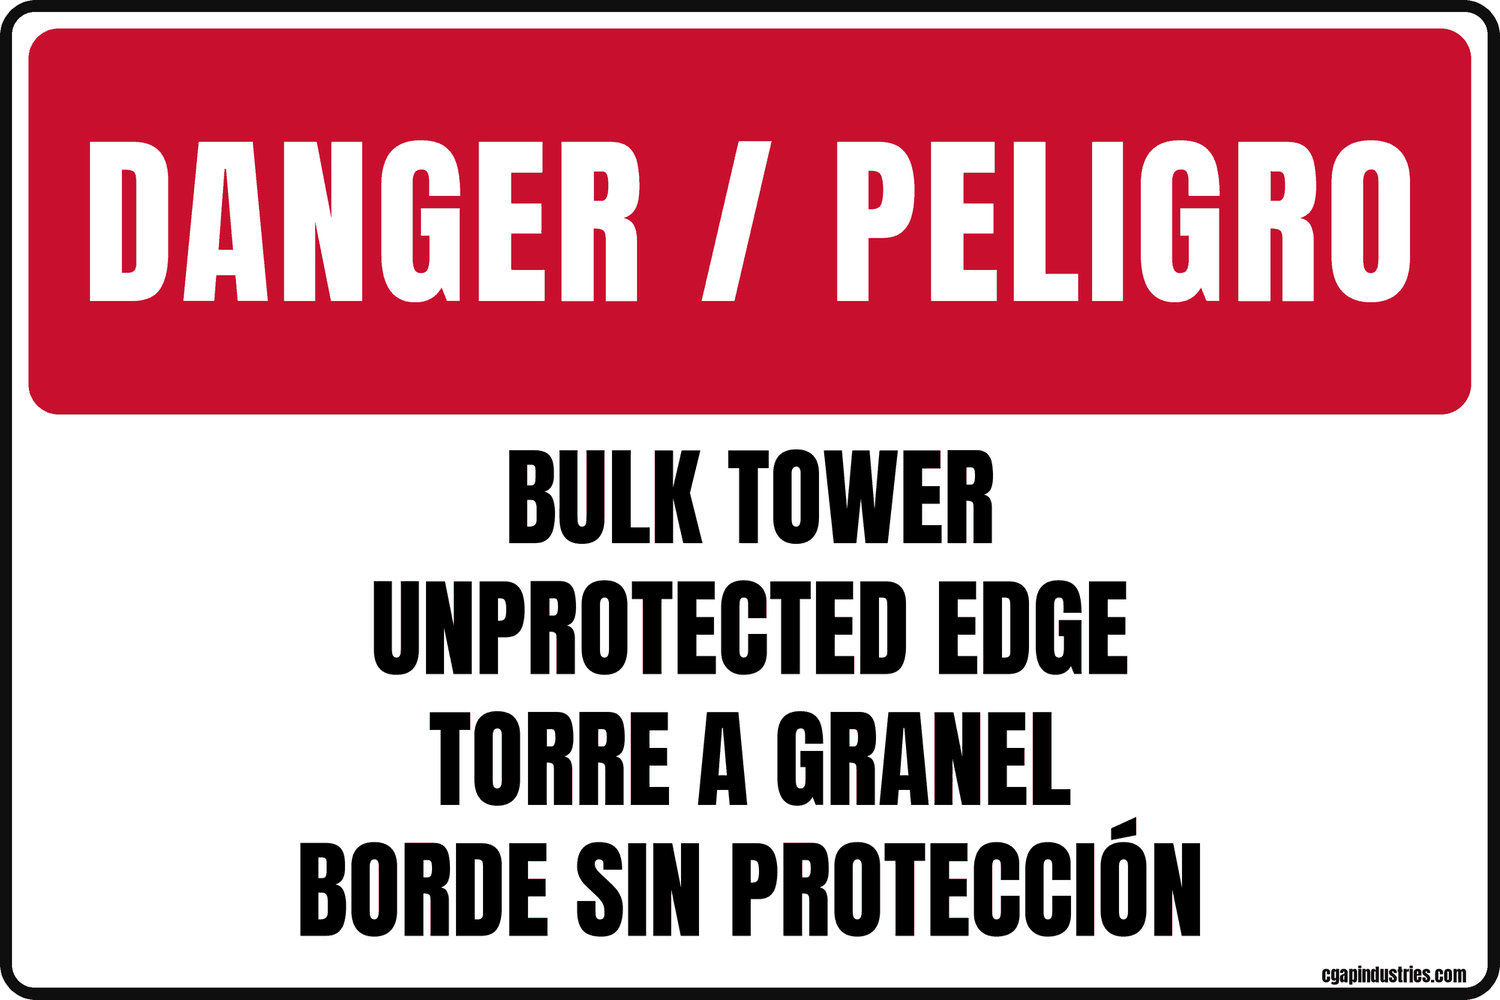 DANGER / PELIGRO
BULK TOWER
UNPROTECTED EDGE
TORRE A GRANEL
BORDE SIN PROTECCIÓN
cgapindustries.com